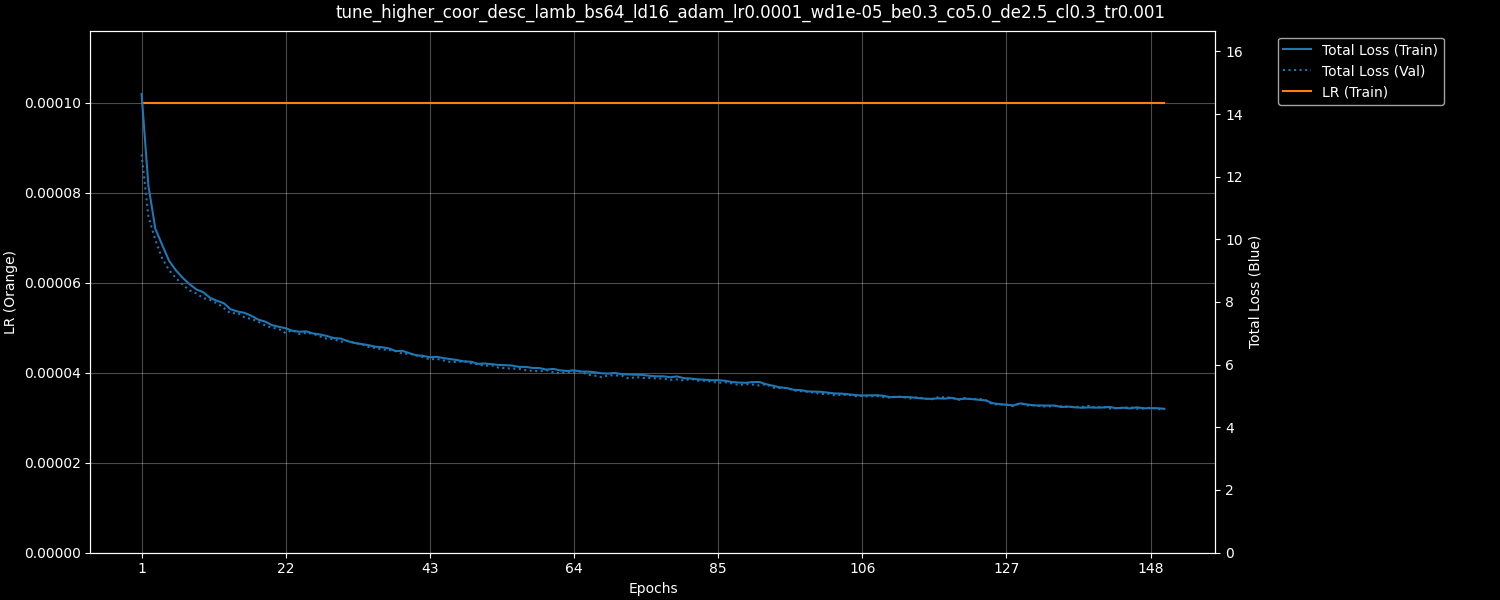 tune_higher_coor_desc_lamb_bs64_ld16_adam_lr0.0001_wd1e-05_be0.3_co5.0_de2.5_cl0.3_tr0.001
Total Loss (Train)
Total Loss (Val)
LR (Train)
LR (Orange)
0.00010
0.00008
0.00006
0.00004
0.00002
0.00000
16
14
12
10
8
6
4
2
0
Total Loss (Blue)
1 22 43 64 85 106 127 148
Epochs